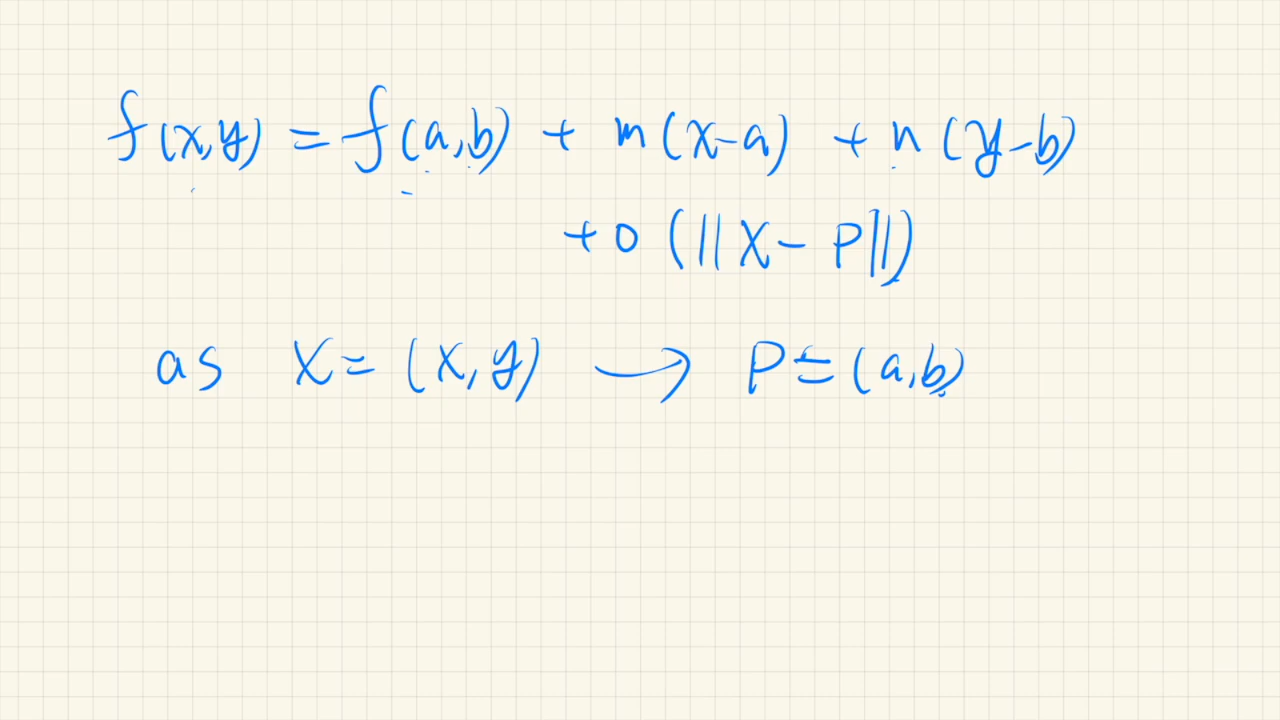 f(x,y) = f(a,b) + m(x-a) + n(y-b)
+ o(||X - P||)
as X = (x,y) → P = (a,b)